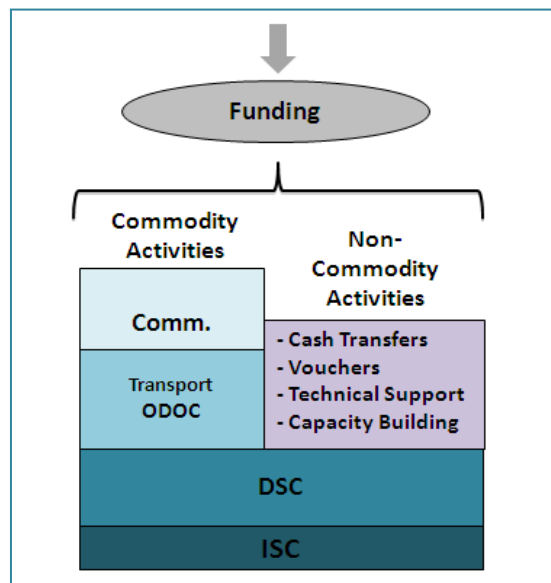 Funding
Commodity
Activities
Non-
Commodity
Activities
Comm.
Transport
ODOC
- Cash Transfers
- Vouchers
- Technical Support
- Capacity Building
DSC
ISC